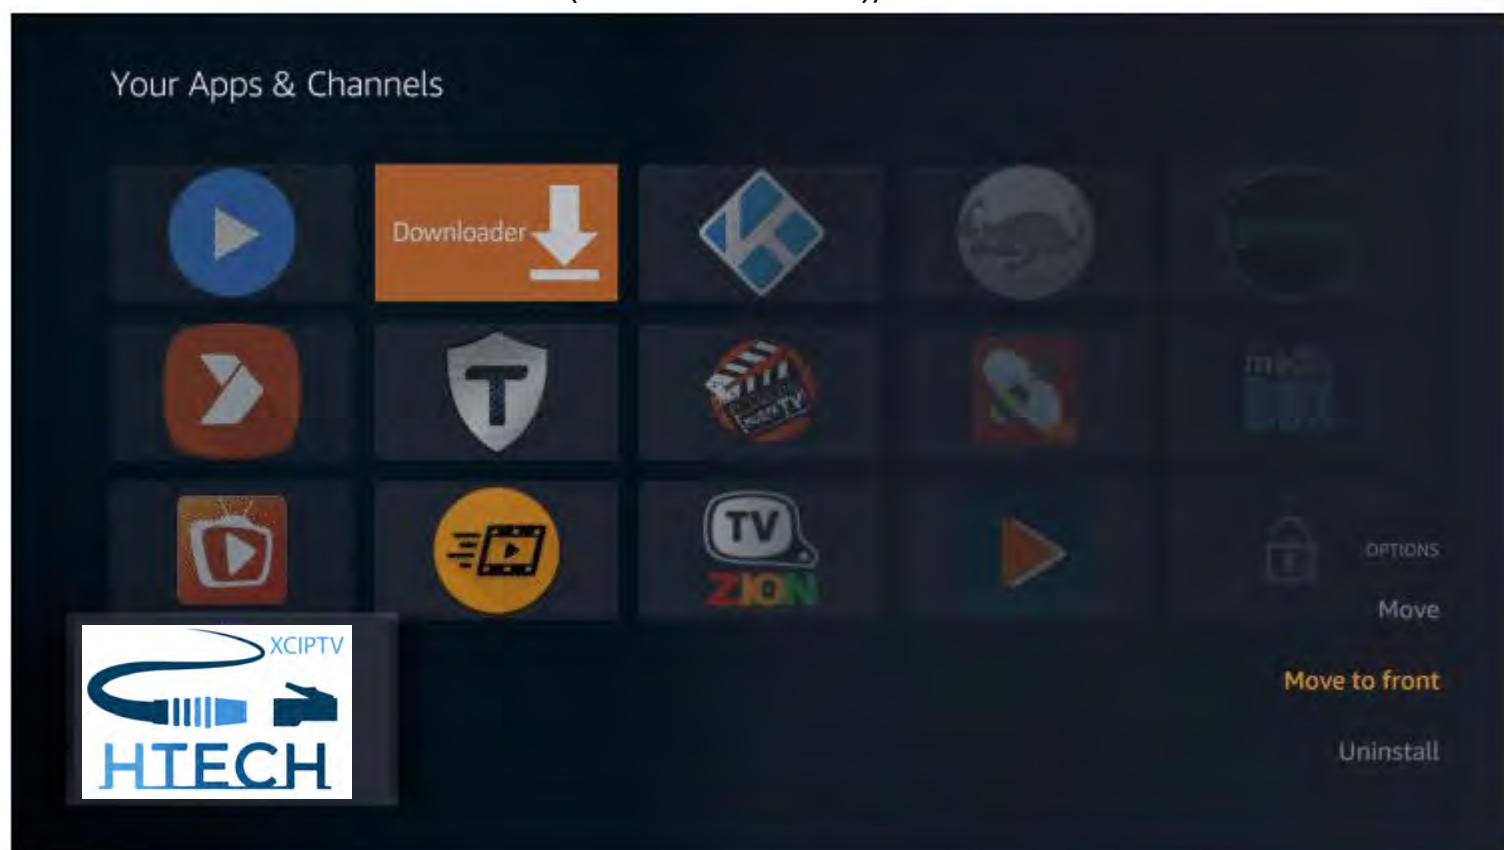 Your Apps & Channels
Downloader
T
TV
ZION
OPTIONS
Move
XCIPTV
Move to front
HTECH
Uninstall